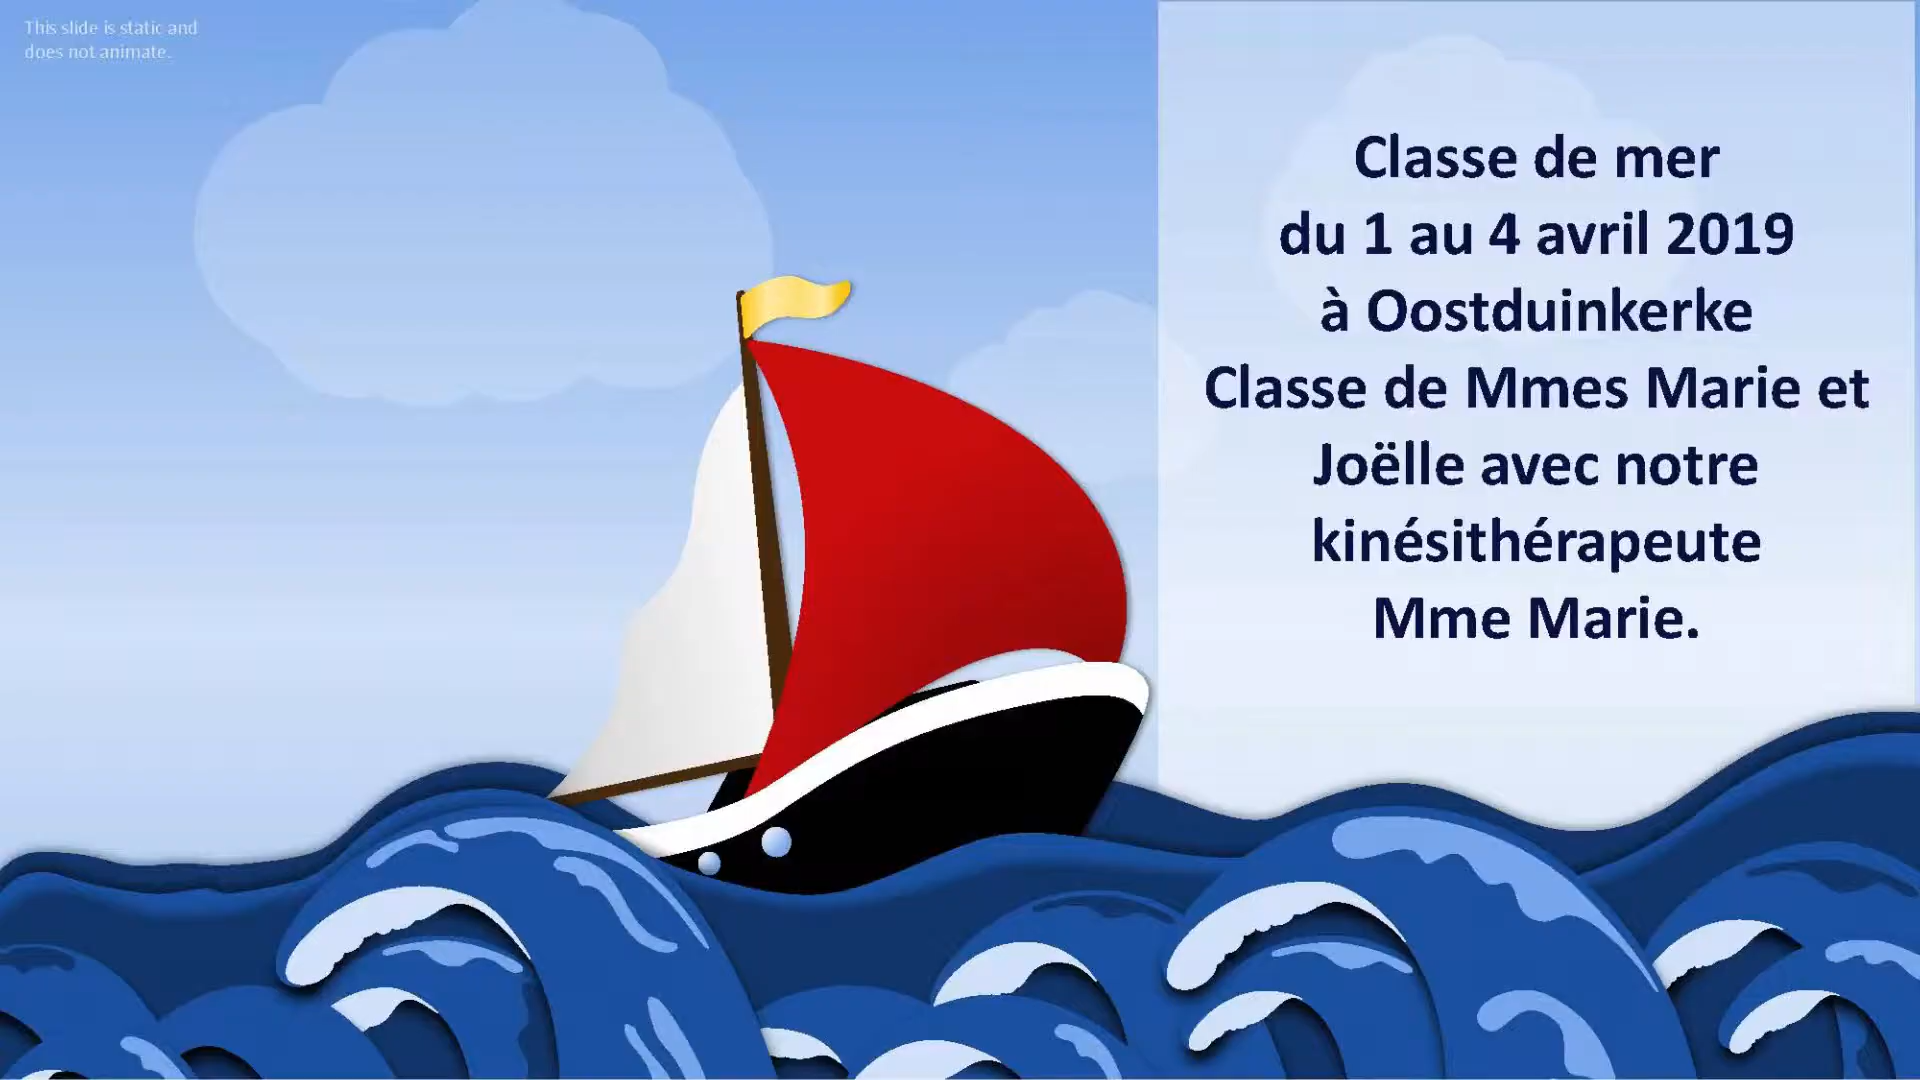 This slide is static and
does not animate.
Classe de mer
du 1 au 4 avril 2019
à Oostduinkerke
Classe de Mmes Marie et
Joëlle avec notre
kinésithérapeute
Mme Marie.